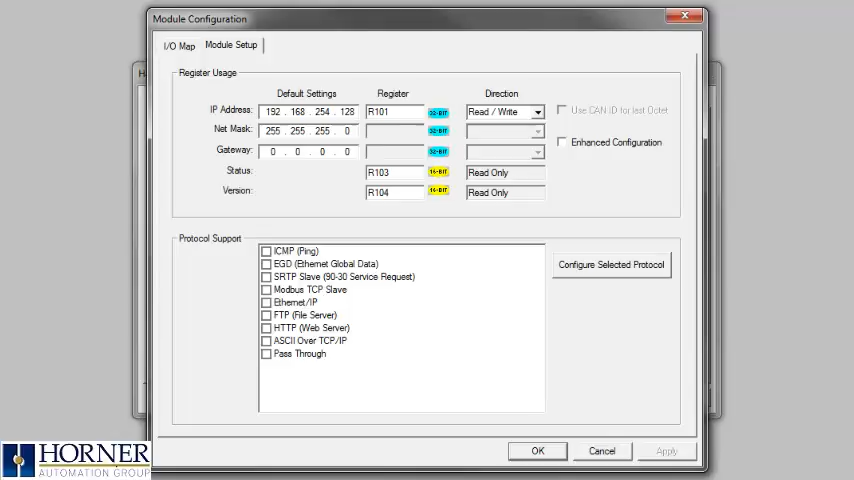 Module Configuration
I/O Map Module Setup
Register Usage
Default Settings Register Direction
IP Address: 192 . 168 . 254 . 128 R101 32-BIT Read / Write Use CAN ID for last Octet
Net Mask: 255 . 255 . 255 . 0 32-BIT
Enhanced Configuration
Gateway: 0 . 0 . 0 . 0 32-BIT
Status: R103 16-BIT Read Only
Version: R104 16-BIT Read Only
Protocol Support
ICMP (Ping)
EGD (Ethernet Global Data)
SRTP Slave (90-30 Service Request)
Modbus TCP Slave
Ethernet/IP
FTP (File Server)
HTTP (Web Server)
ASCII Over TCP/IP
Pass Through
Configure Selected Protocol
OK Cancel Apply
HORNER
AUTOMATION GROUP